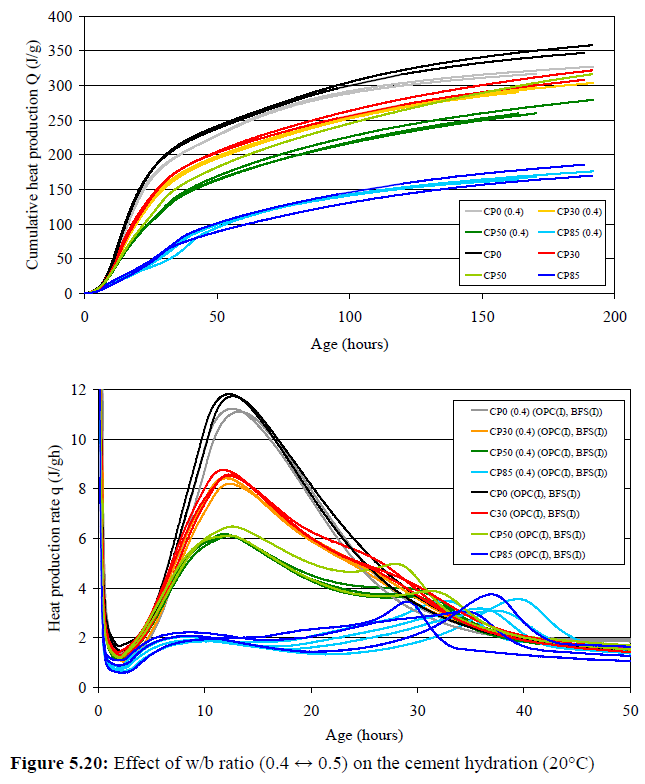 400
350
300
250
200
150
100
50
0
Cumulative heat production Q (J/g)
CP0 (0.4) CP30 (0.4)
CP50 (0.4) CP85 (0.4)
CP0 CP30
CP50 CP85
0 50 100 150 200
Age (hours)
12
10
8
6
4
2
0
Heat production rate q (J/gh)
CP0 (0.4) (OPC(I), BFS(I))
CP30 (0.4) (OPC(I), BFS(I))
CP50 (0.4) (OPC(I), BFS(I))
CP85 (0.4) (OPC(I), BFS(I))
CP0 (OPC(I), BFS(I))
C30 (OPC(I), BFS(I))
CP50 (OPC(I), BFS(I))
CP85 (OPC(I), BFS(I))
0 10 20 30 40 50
Age (hours)
Figure 5.20: Effect of w/b ratio (0.4 ↔ 0.5) on the cement hydration (20°C)